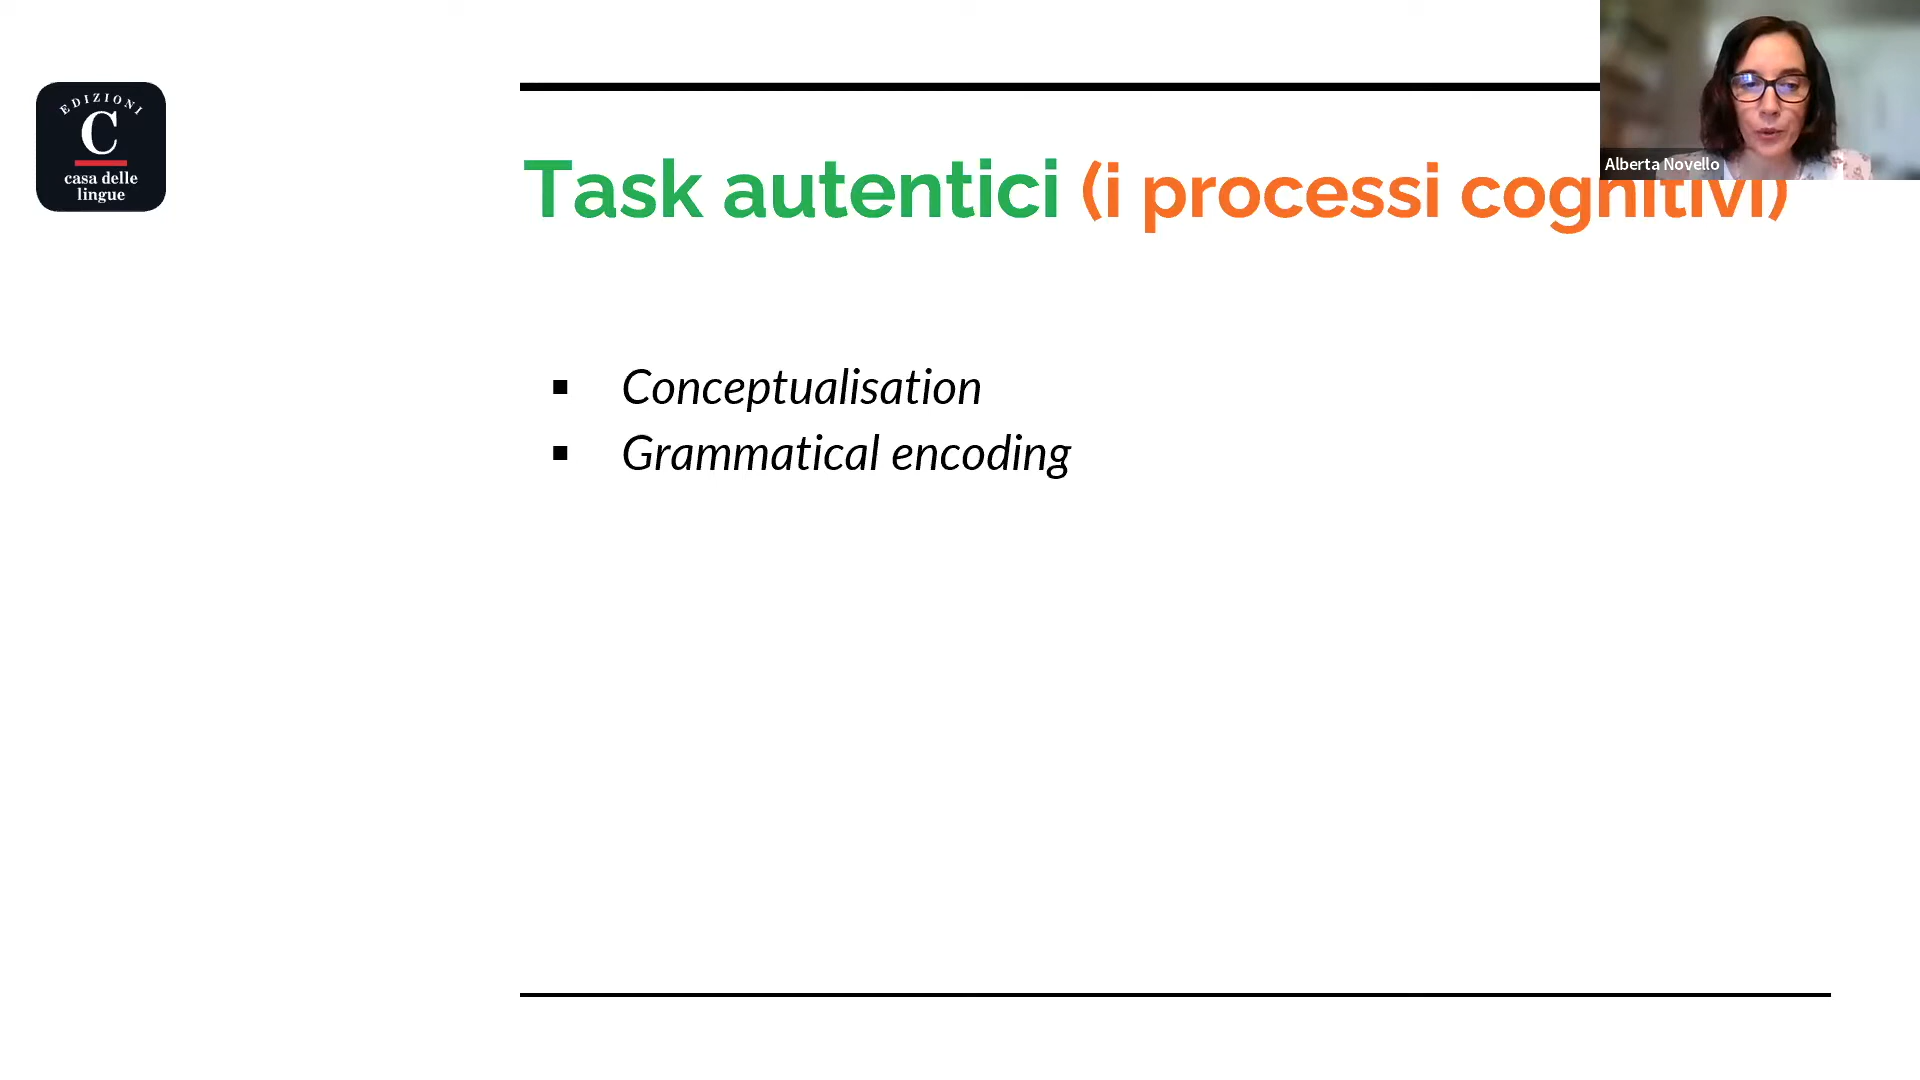 EDIZIONI
C
casa delle
lingue
Task autentici (i processi cognitivi)
Alberta Novello
▪ Conceptualisation
▪ Grammatical encoding